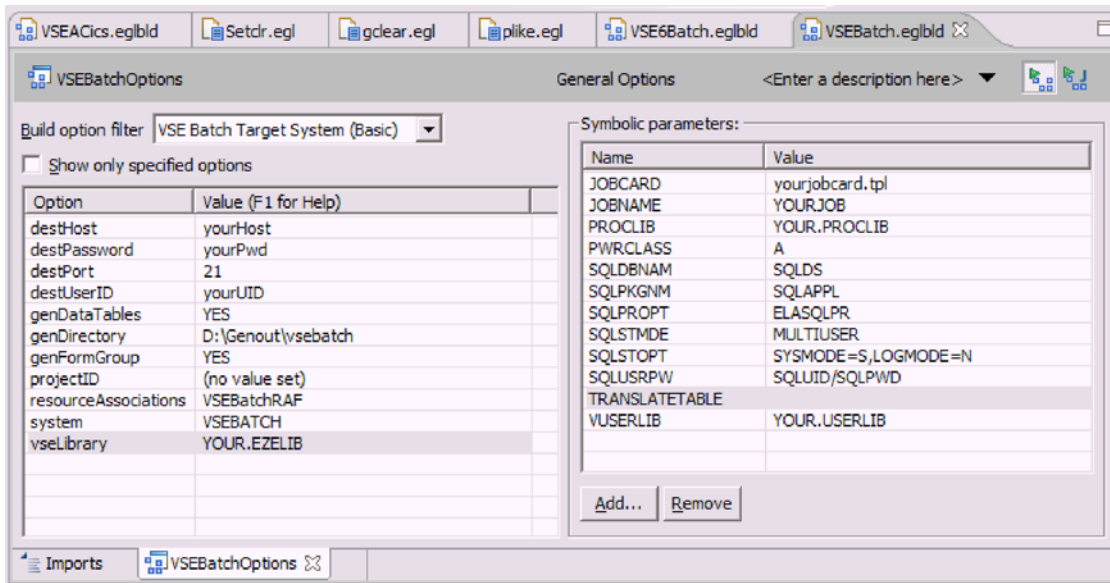 VSEACics.eglbld Setclr.egl gclear.egl plike.egl VSE6Batch.eglbld VSEBatch.eglbld
VSEBatchOptions General Options <Enter a description here>
Build option filter VSE Batch Target System (Basic)
Show only specified options
Option Value (F1 for Help)
destHost yourHost
destPassword yourPwd
destPort 21
destUserID yourUID
genDataTables YES
genDirectory D:\Genout\vsebatch
genFormGroup YES
projectID (no value set)
resourceAssociations VSEBatchRAF
system VSEBATCH
vseLibrary YOUR.EZELIB
Symbolic parameters:
Name Value
JOBCARD yourjobcard.tpl
JOBNAME YOURJOB
PROCLIB YOUR.PROCLIB
PWRCLASS A
SQLDBNAM SQLDS
SQLPKGNM SQLAPPL
SQLPROPT ELASQLPR
SQLSTMDE MULTIUSER
SQLSTOPT SYSMODE=S,LOGMODE=N
SQLUSRPW SQLUID/SQLPWD
TRANSLATETABLE
VUSERLIB YOUR.USERLIB
Add... Remove
Imports VSEBatchOptions